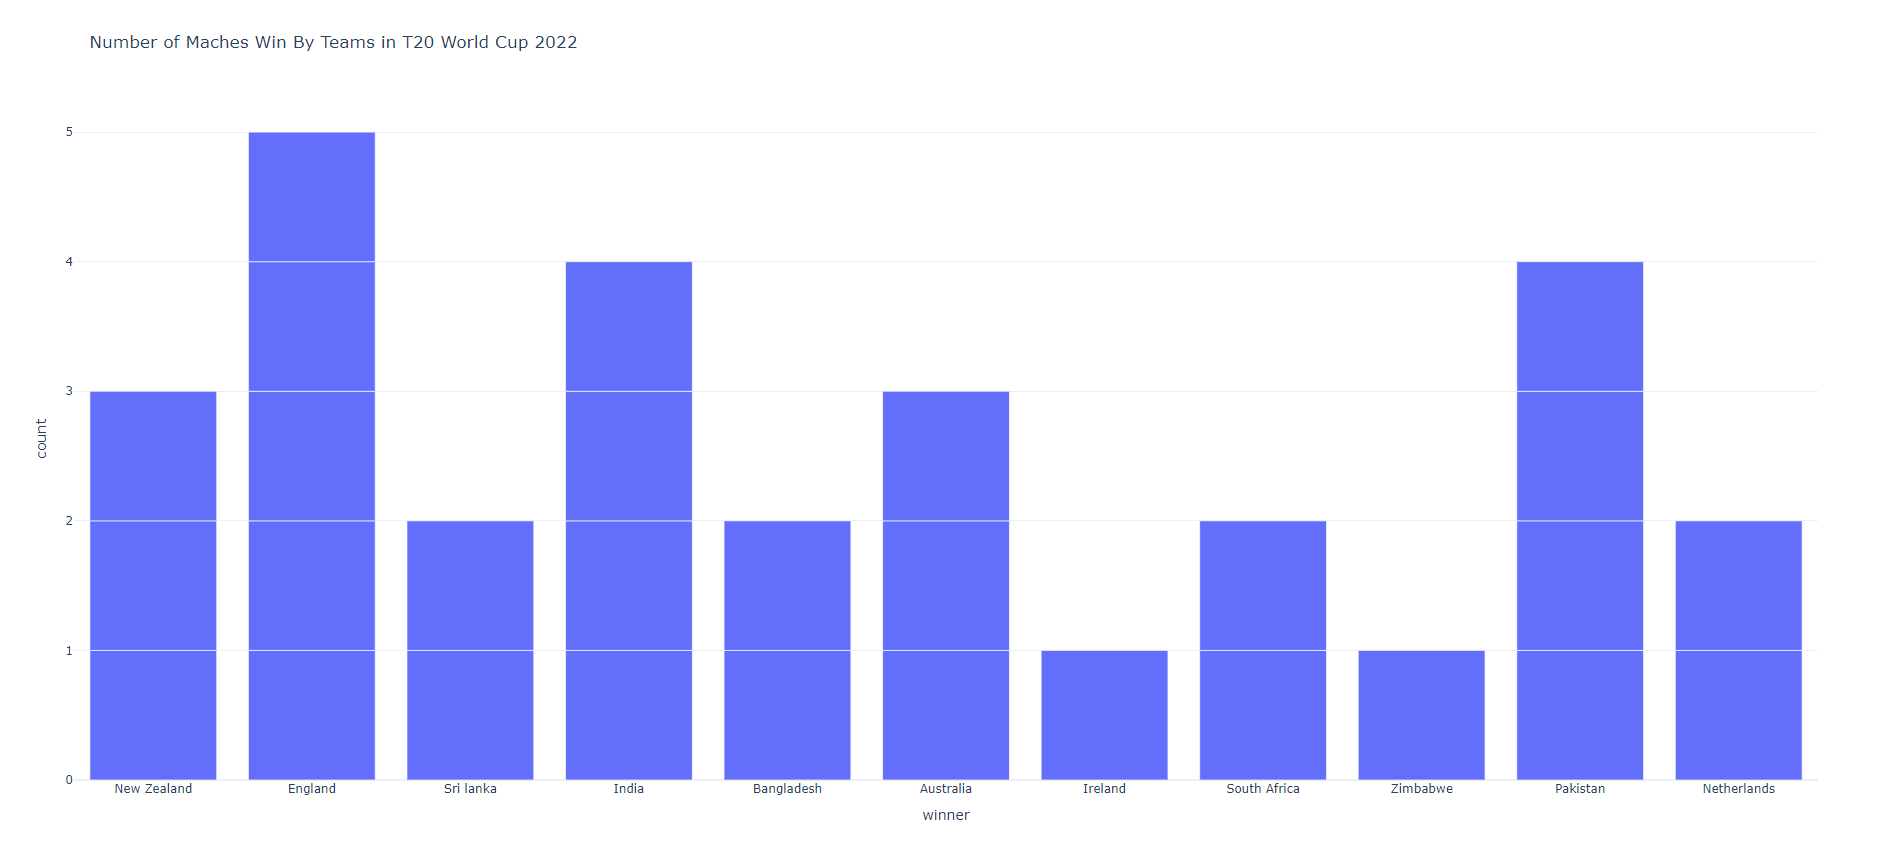 Number of Maches Win By Teams in T20 World Cup 2022
5
4
3
2
1
0
count
New Zealand England Sri lanka India Bangladesh Australia Ireland South Africa Zimbabwe Pakistan Netherlands
winner